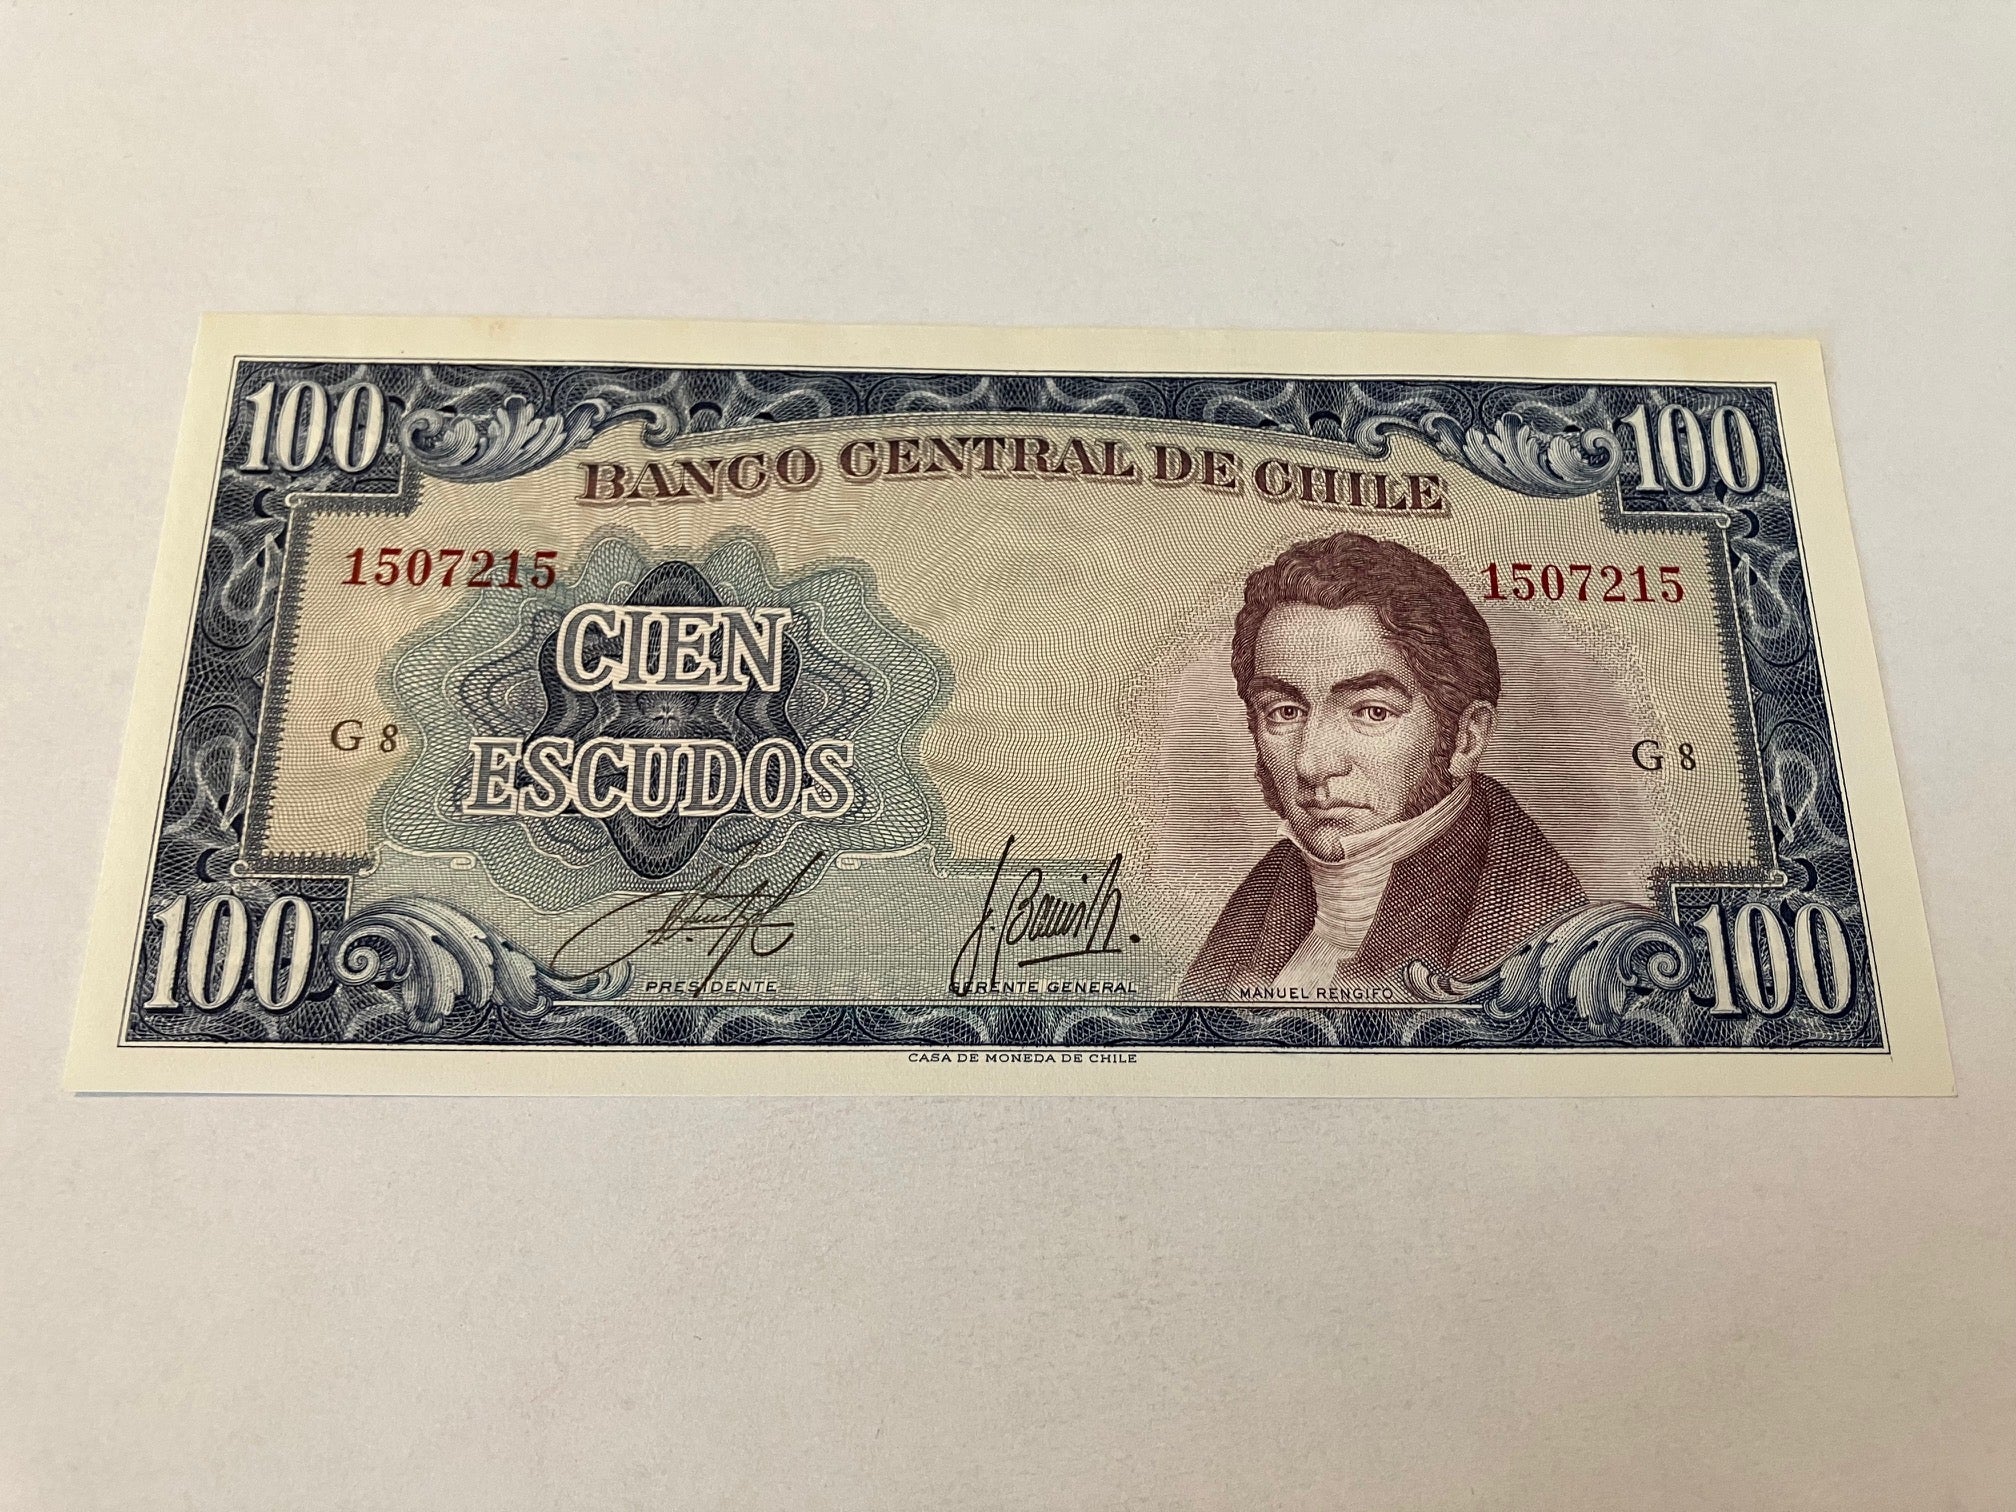 100 100
BANCO CENTRAL DE CHILE
1507215 1507215
CIEN
ESCUDOS
G 8 G 8
PRESIDENTE GERENTE GENERAL MANUEL RENGIFO
100 100
CASA DE MONEDA DE CHILE